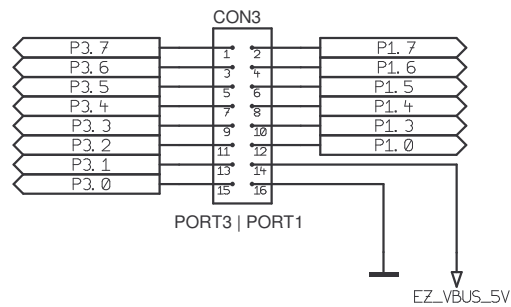 CON3
P3.7 1 2 P1.7
P3.6 3 4 P1.6
P3.5 5 6 P1.5
P3.4 7 8 P1.4
P3.3 9 10 P1.3
P3.2 11 12 P1.0
P3.1 13 14
P3.0 15 16
PORT3 | PORT1
EZ_VBUS_5V